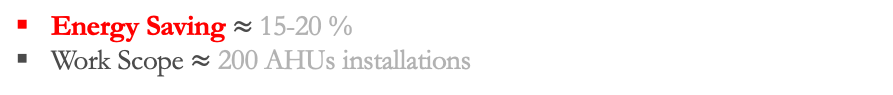 ▪ Energy Saving ≈ 15-20 %
▪ Work Scope ≈ 200 AHUs installations